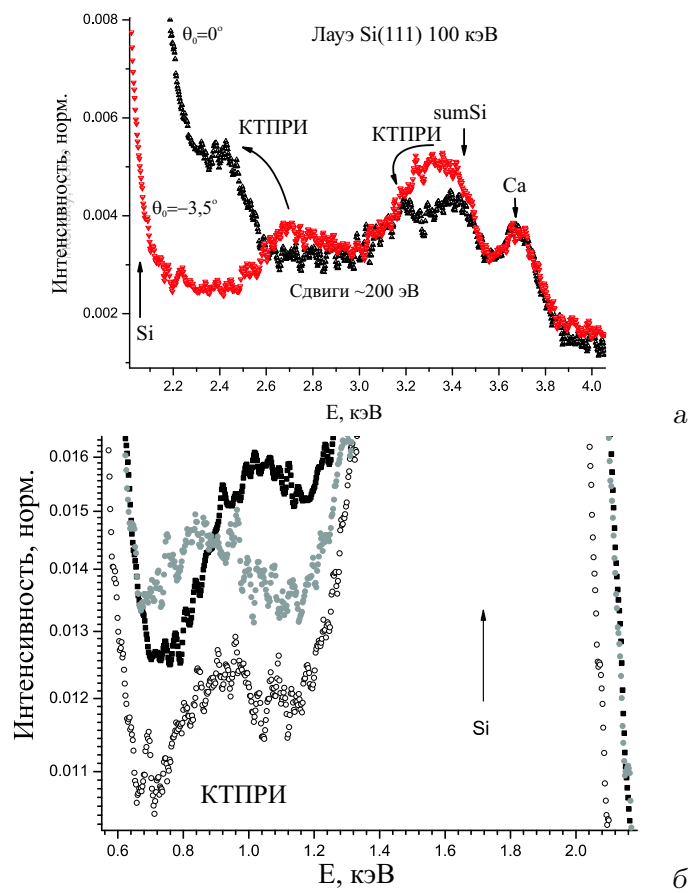 0.008
θ₀=0°
Лауэ Si(111) 100 кэВ
sumSi
КТПРИ
КТПРИ
0.006
Ca
Интенсивность, норм.
θ₀=−3,5°
0.004
Сдвиги ~200 эВ
0.002
Si
2.2 2.4 2.6 2.8 3.0 3.2 3.4 3.6 3.8 4.0
E, кэВ
а
0.016
0.015
0.014
Интенсивность, норм.
0.013
0.012
Si
0.011
КТПРИ
0.6 0.8 1.0 1.2 1.4 1.6 1.8 2.0
E, кэВ
б